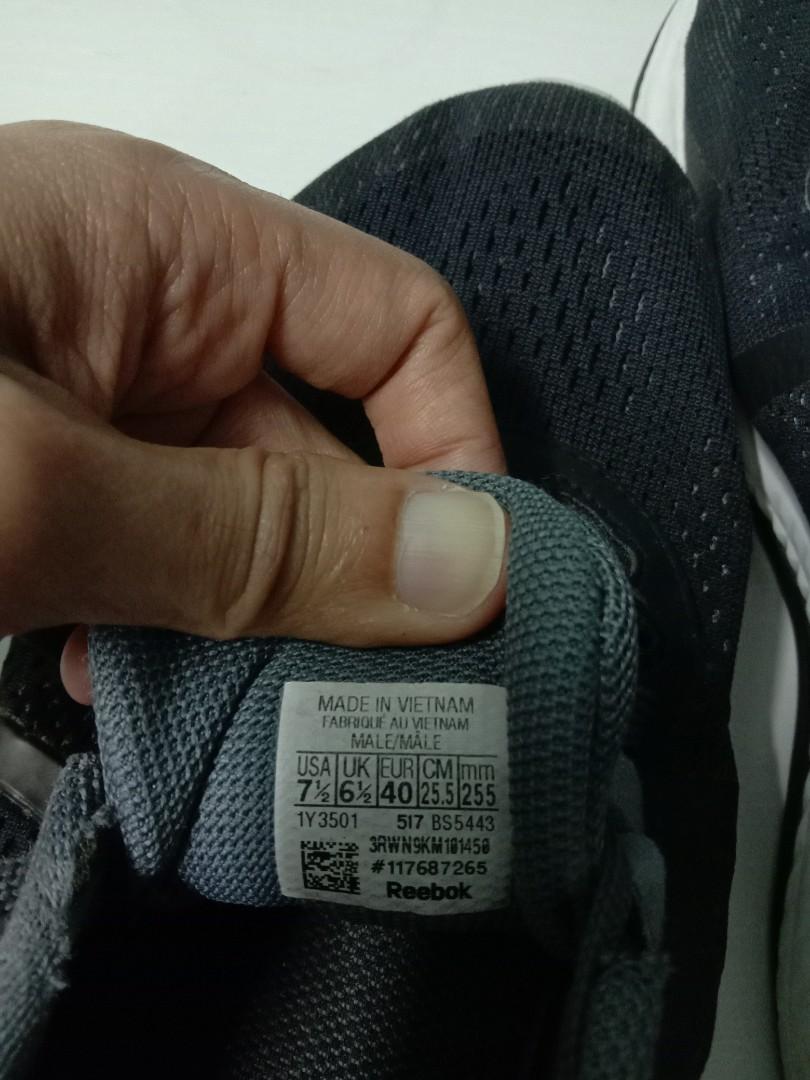 MADE IN VIETNAM
FABRIQUÉ AU VIETNAM
MALE/MÂLE
USA UK EUR CM mm
7½ 6½ 40 25.5 255
1Y3501 517 BS5443
3RWN9KM101450
#117687265
Reebok